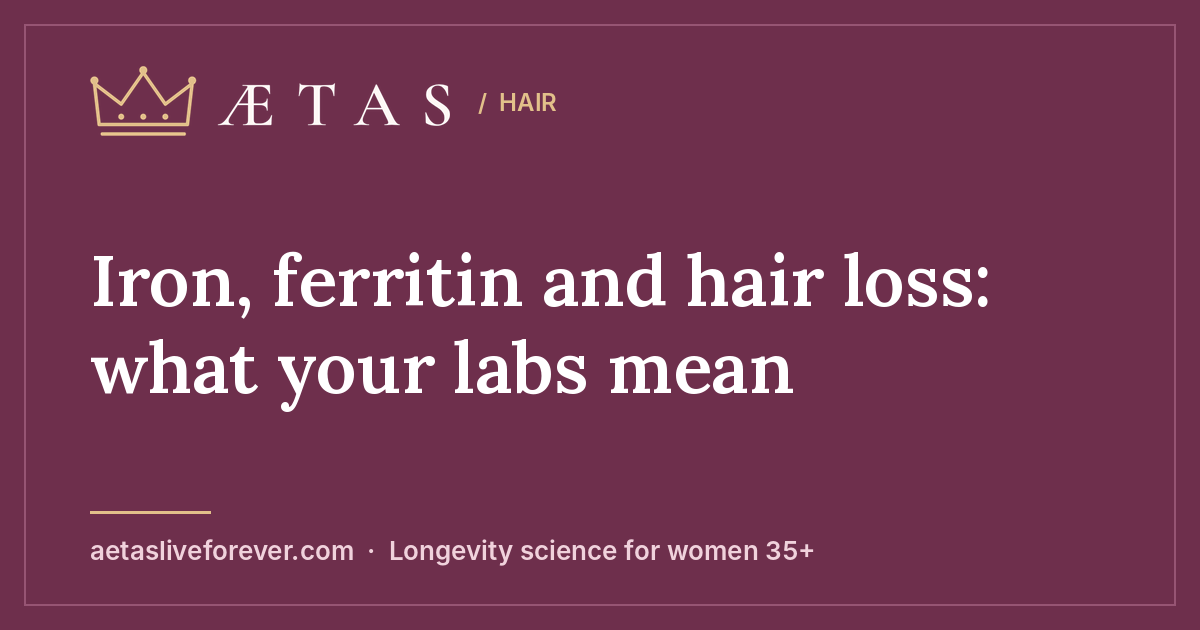 ÆTAS / HAIR
Iron, ferritin and hair loss:
what your labs mean
aetasliveforever.com · Longevity science for women 35+